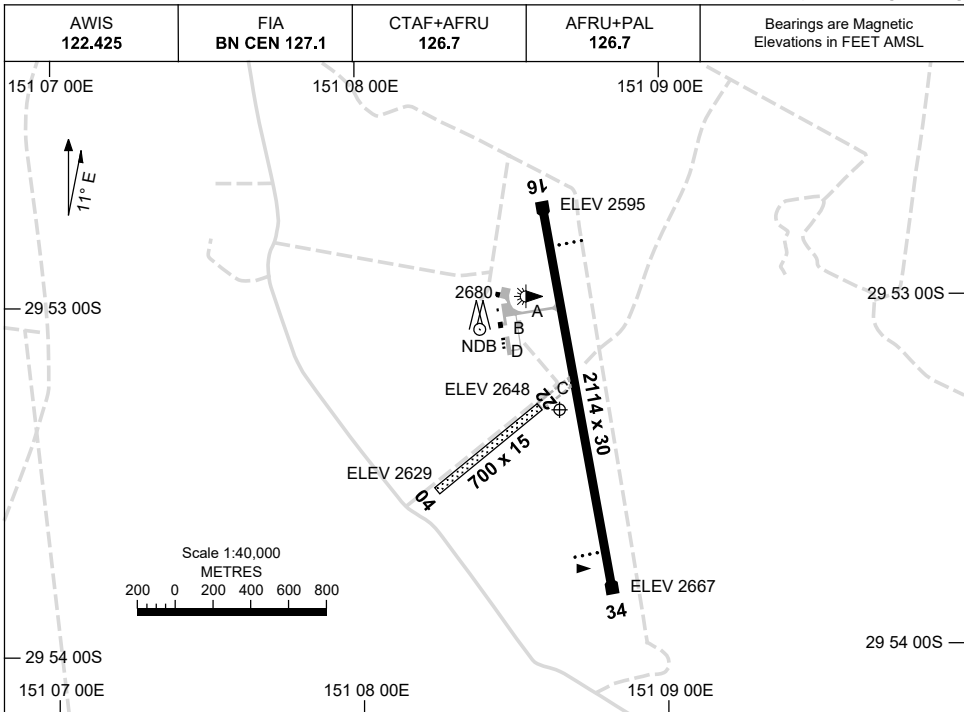 AWIS
122.425
FIA
BN CEN 127.1
CTAF+AFRU
126.7
AFRU+PAL
126.7
Bearings are Magnetic
Elevations in FEET AMSL
151 07 00E
151 08 00E
151 09 00E
11° E
16
ELEV 2595
29 53 00S
2680
A
29 53 00S
B
NDB
D
ELEV 2648
22
C
2114 x 30
ELEV 2629
700 x 15
04
Scale 1:40,000
METRES
200 0 200 400 600 800
ELEV 2667
34
29 54 00S
29 54 00S
151 07 00E
151 08 00E
151 09 00E